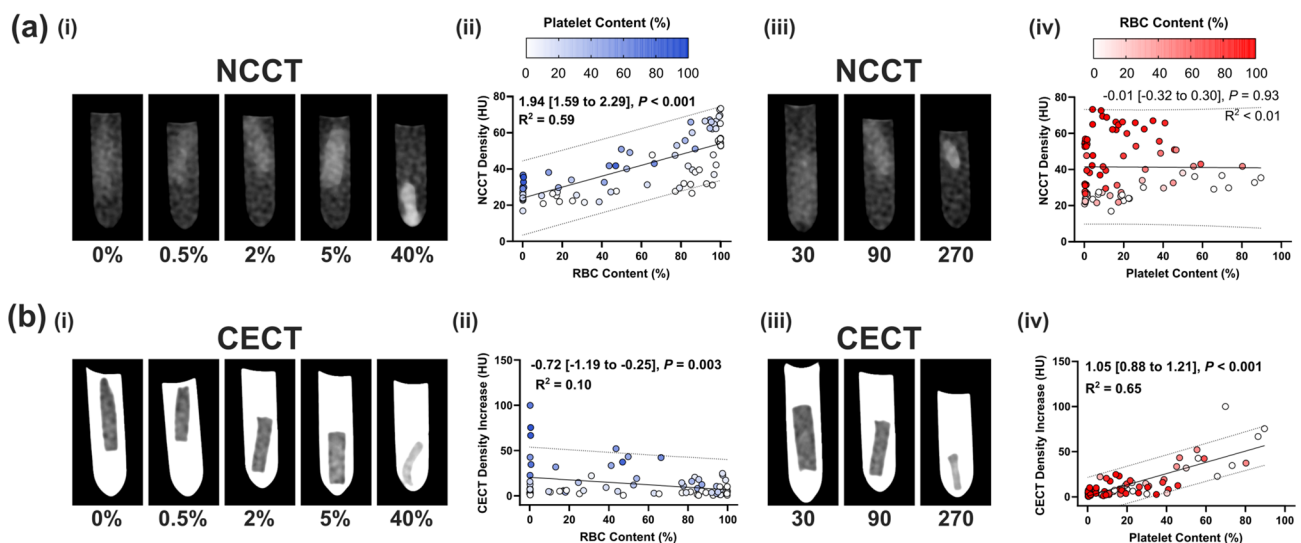 (a) (i)
NCCT
0% 0.5% 2% 5% 40%
(ii)
Platelet Content (%)
0 20 40 60 80 100
1.94 [1.59 to 2.29], P < 0.001
R² = 0.59
NCCT Density (HU)
80
60
40
20
0
0 20 40 60 80 100
RBC Content (%)
(iii)
NCCT
30 90 270
(iv)
RBC Content (%)
0 20 40 60 80 100
-0.01 [-0.32 to 0.30], P = 0.93
R² < 0.01
NCCT Density (HU)
80
60
40
20
0
0 20 40 60 80 100
Platelet Content (%)
(b) (i)
CECT
0% 0.5% 2% 5% 40%
(ii)
-0.72 [-1.19 to -0.25], P = 0.003
R² = 0.10
CECT Density Increase (HU)
150
100
50
0
0 20 40 60 80 100
RBC Content (%)
(iii)
CECT
30 90 270
(iv)
1.05 [0.88 to 1.21], P < 0.001
R² = 0.65
CECT Density Increase (HU)
150
100
50
0
0 20 40 60 80 100
Platelet Content (%)